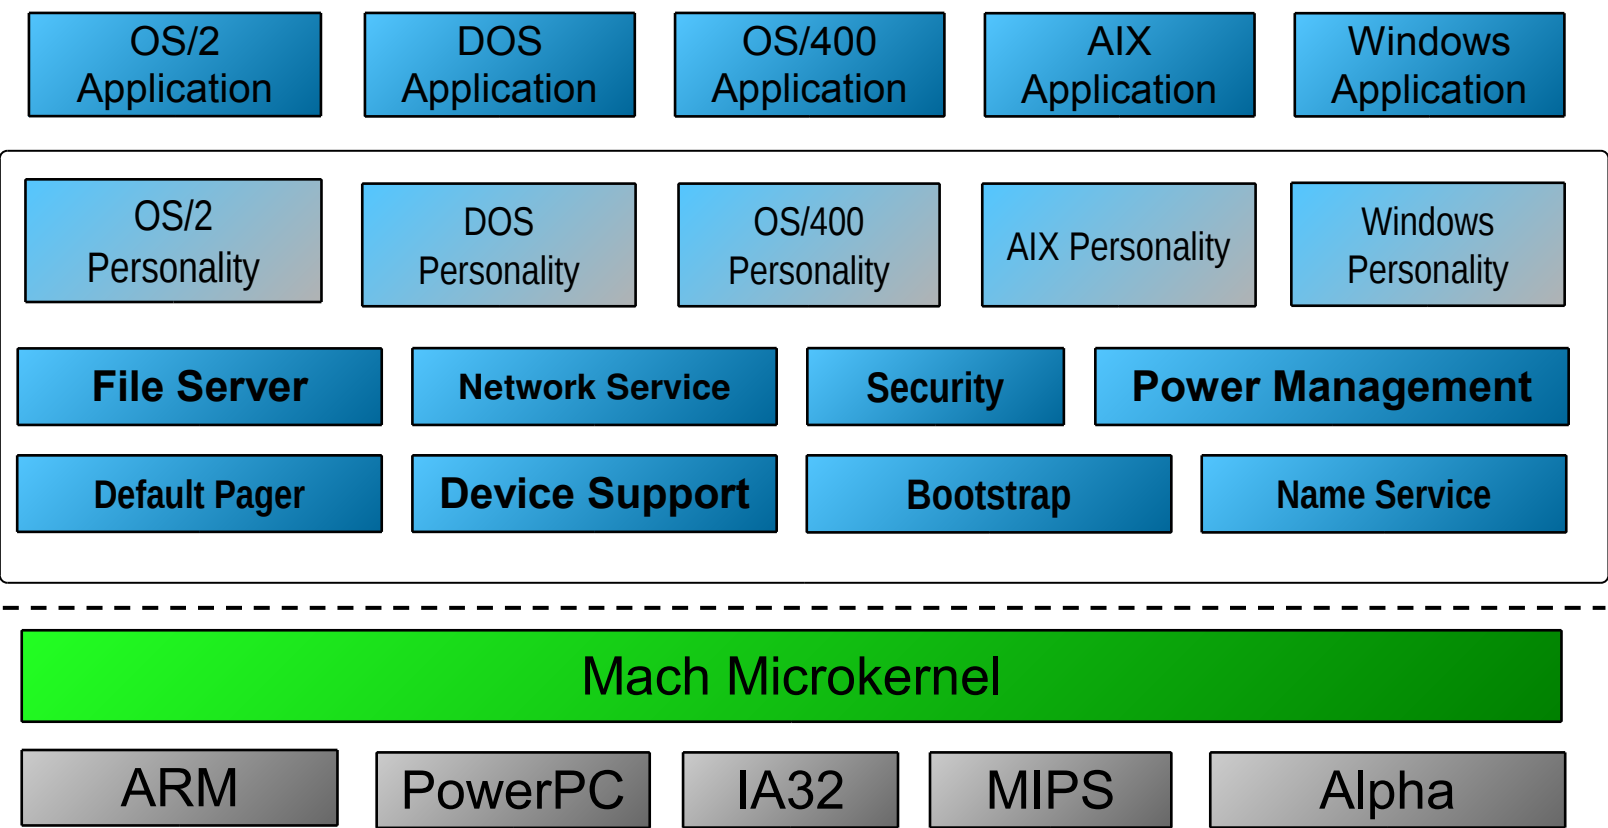 OS/2
Application
DOS
Application
OS/400
Application
AIX
Application
Windows
Application
OS/2
Personality
DOS
Personality
OS/400
Personality
AIX Personality
Windows
Personality
File Server
Network Service
Security
Power Management
Default Pager
Device Support
Bootstrap
Name Service
Mach Microkernel
ARM
PowerPC
IA32
MIPS
Alpha